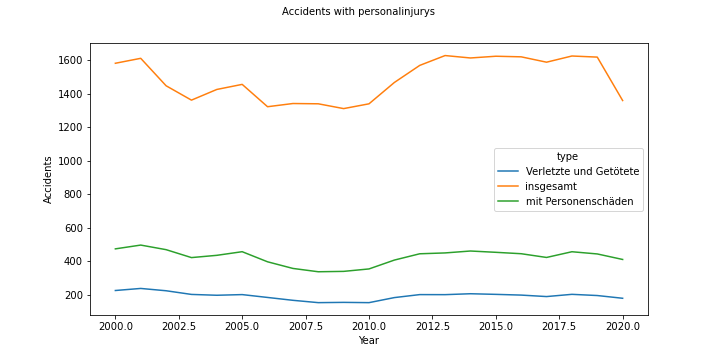 Accidents with personalinjurys
1600
1400
1200
1000
800
600
400
200
Accidents
type
Verletzte und Getötete
insgesamt
mit Personenschäden
2000.0 2002.5 2005.0 2007.5 2010.0 2012.5 2015.0 2017.5 2020.0
Year